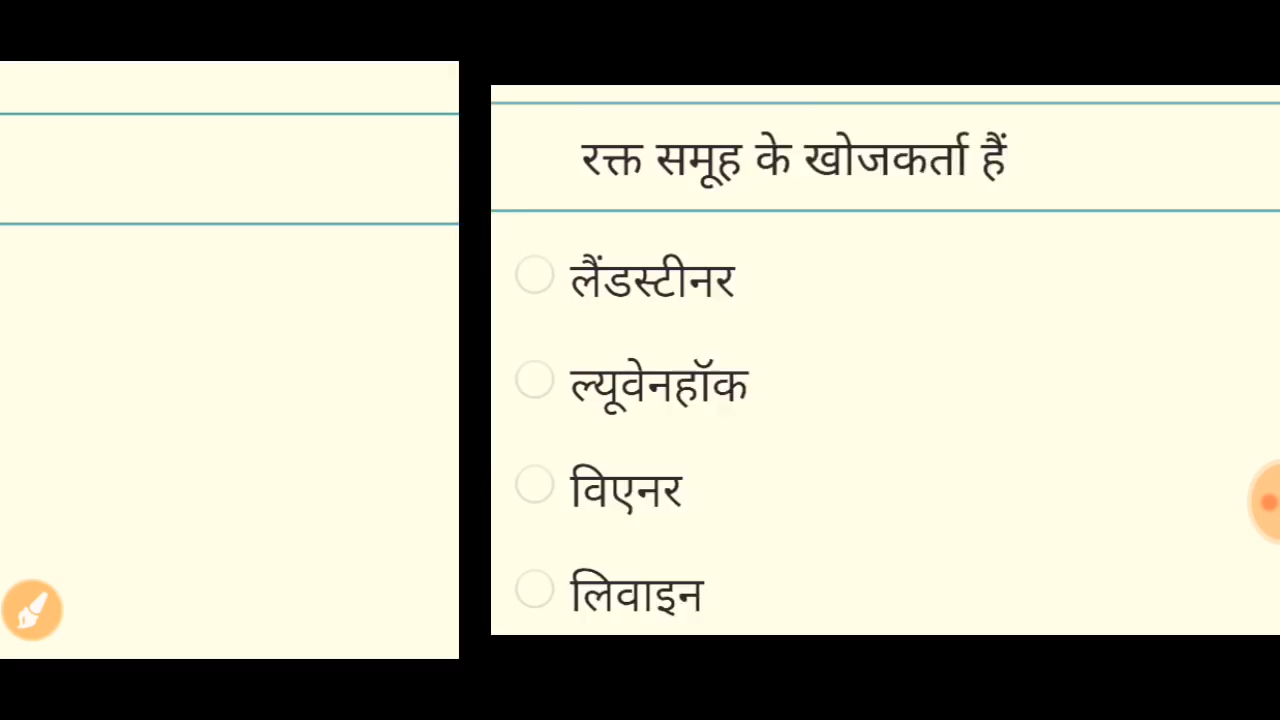 रक्त समूह के खोजकर्ता हैं
लैंडस्टीनर
ल्यूवेनहॉक
विएनर
लिवाइन